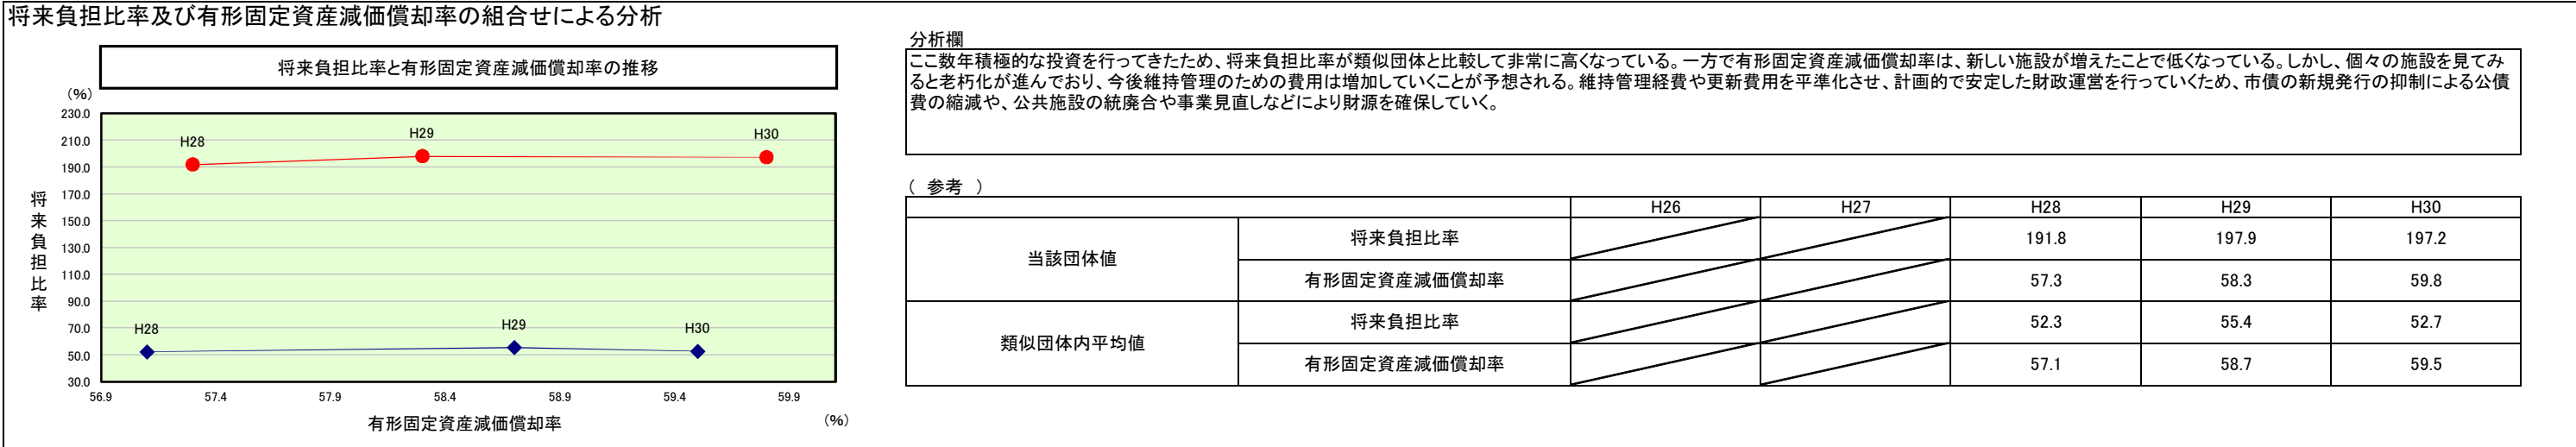 将来負担比率及び有形固定資産減価償却率の組合せによる分析
将来負担比率と有形固定資産減価償却率の推移
(%)
230.0
210.0
190.0
170.0
150.0
130.0
110.0
90.0
70.0
50.0
30.0
将来負担比率
H28
H29
H30
H28
H29
H30
56.9 57.4 57.9 58.4 58.9 59.4 59.9
有形固定資産減価償却率
(%)
分析欄
ここ数年積極的な投資を行ってきたため、将来負担比率が類似団体と比較して非常に高くなっている。一方で有形固定資産減価償却率は、新しい施設が増えたことで低くなっている。しかし、個々の施設を見てみ
ると老朽化が進んでおり、今後維持管理のための費用は増加していくことが予想される。維持管理経費や更新費用を平準化させ、計画的で安定した財政運営を行っていくため、市債の新規発行の抑制による公債
費の縮減や、公共施設の統廃合や事業見直しなどにより財源を確保していく。
( 参考 )
H26 H27 H28 H29 H30
当該団体値
将来負担比率 191.8 197.9 197.2
有形固定資産減価償却率 57.3 58.3 59.8
類似団体内平均値
将来負担比率 52.3 55.4 52.7
有形固定資産減価償却率 57.1 58.7 59.5